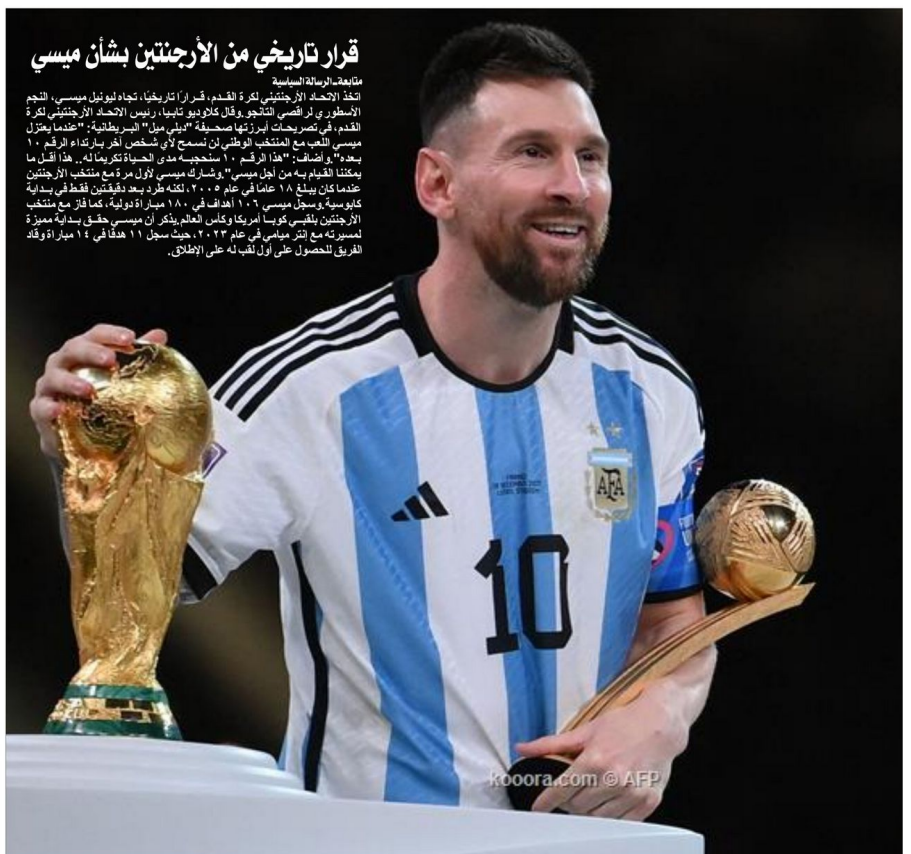 قرار تاريخي من الأرجنتين بشأن ميسي
متابعة-الرسالة السياسية
اتخذ الاتحاد الأرجنتيني لكرة القدم، قرارًا تاريخيًا، تجاه ليونيل ميسي، النجم
الأسطوري لراقصي التانجو.وقال كلاوديو تابيا، رئيس الاتحاد الأرجنتيني لكرة
القدم، في تصريحات أبرزتها صحيفة "ديلي ميل" البريطانية: "عندما يعتزل
ميسي اللعب مع المنتخب الوطني لن نسمح لأي شخص آخر بارتداء الرقم ١٠
بعده".وأضاف: "هذا الرقم ١٠ سنحجبه مدى الحياة تكريمًا له.. هذا أقل ما
يمكننا القيام به من أجل ميسي".وشارك ميسي لأول مرة مع منتخب الأرجنتين
عندما كان يبلغ ١٨ عامًا في عام ٢٠٠٥، لكنه طرد بعد دقيقتين فقط في بداية
كابوسية.وسجل ميسي ١٠٦ أهداف في ١٨٠ مباراة دولية، كما فاز مع منتخب
الأرجنتين بلقبي كوبا أمريكا وكأس العالم.يذكر أن ميسي حقق بداية مميزة
لمسيرته مع إنتر ميامي في عام ٢٠٢٣، حيث سجل ١١ هدفًا في ١٤ مباراة وقاد
الفريق للحصول على أول لقب له على الإطلاق.
AFA
10
kooora.com © AFP